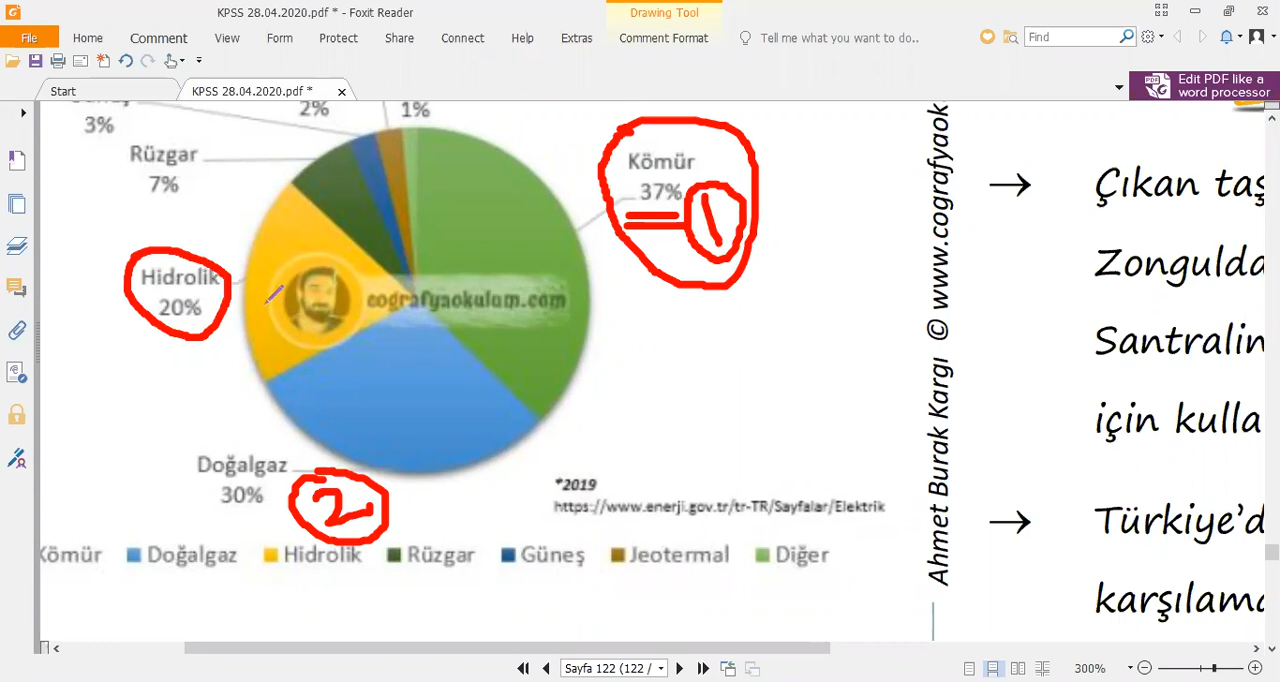 KPSS 28.04.2020.pdf * - Foxit Reader
Drawing Tool
File Home Comment View Form Protect Share Connect Help Extras Comment Format Tell me what you want to do.. Find
Start KPSS 28.04.2020.pdf *
Edit PDF like a
word processor
3%
2%
1%
Rüzgar
7%
Kömür
37%
1
Hidrolik
20%
cografyaokulam.com
Doğalgaz
30%
2
*2019
https://www.enerji.gov.tr/tr-TR/Sayfalar/Elektrik
Kömür Doğalgaz Hidrolik Rüzgar Güneş Jeotermal Diğer
Ahmet Burak Kargı © www.cografyaok
→ Çıkan taş
Zongulda
Santralin
için kulla
→ Türkiye’d
karşılama
Sayfa 122 (122 /
300%